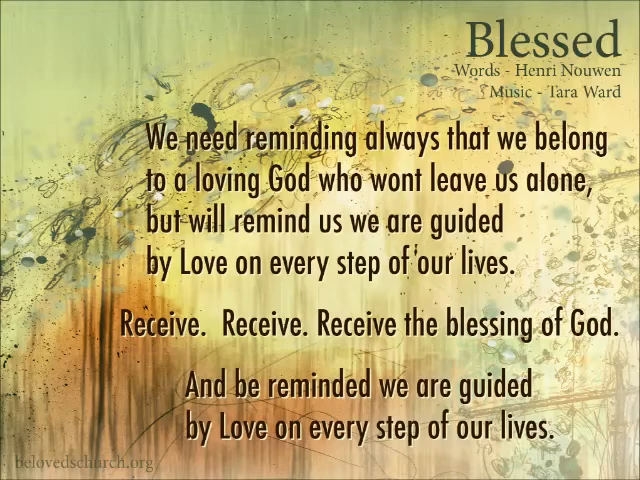 Blessed
Words - Henri Nouwen
Music - Tara Ward
We need reminding always that we belong
to a loving God who wont leave us alone,
but will remind us we are guided
by Love on every step of our lives.
Receive. Receive. Receive the blessing of God.
And be reminded we are guided
by Love on every step of our lives.
belovedschurch.org